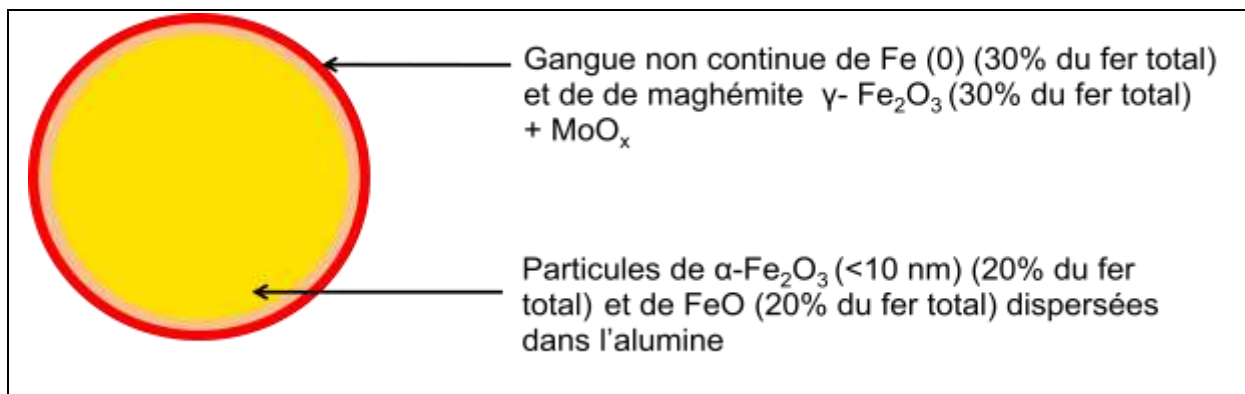 Gangue non continue de Fe (0) (30% du fer total)
et de de maghémite γ- Fe₂O₃ (30% du fer total)
+ MoOₓ
Particules de α-Fe₂O₃ (<10 nm) (20% du fer
total) et de FeO (20% du fer total) dispersées
dans l'alumine